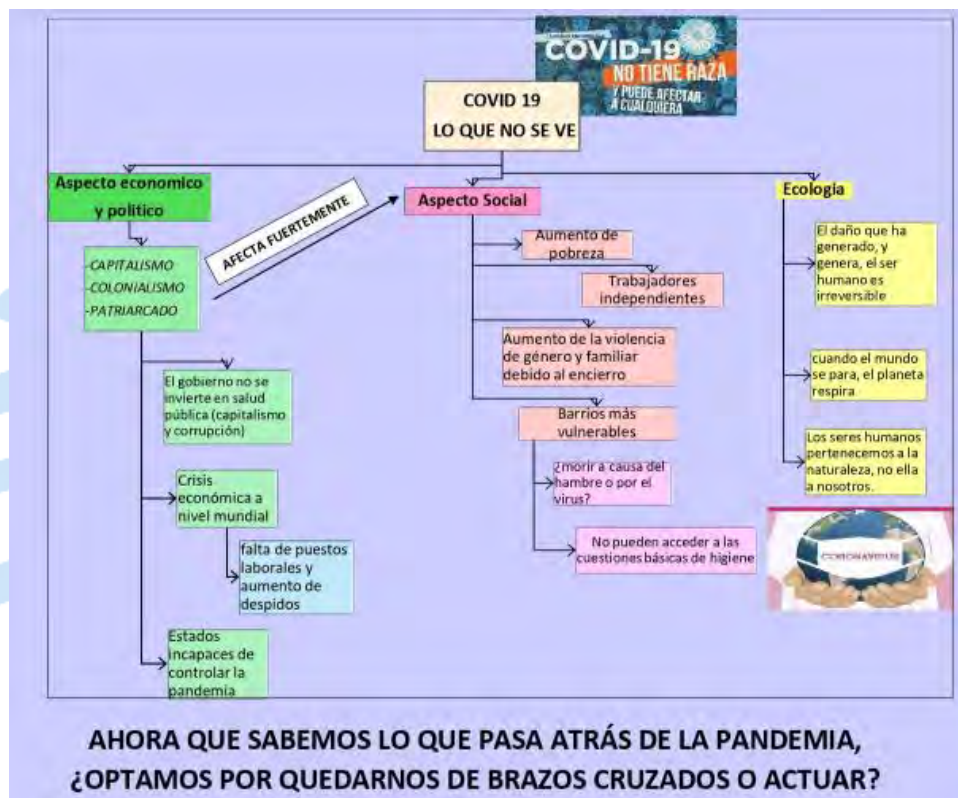 COVID-19
NO TIENE RAZA
Y PUEDE AFECTAR
A CUALQUIERA
COVID 19
LO QUE NO SE VE
Aspecto economico
y politico
AFECTA FUERTEMENTE
Aspecto Social
Ecologia
-CAPITALISMO
-COLONIALISMO
-PATRIARCADO
El gobierno no se
invierte en salud
pública (capitalismo
y corrupción)
Crisis
económica a
nivel mundial
falta de puestos
laborales y
aumento de
despidos
Estados
incapaces de
controlar la
pandemia
Aumento de
pobreza
Trabajadores
independientes
Aumento de la violencia
de género y familiar
debido al encierro
Barrios más
vulnerables
¿morir a causa del
hambre o por el
virus?
No pueden acceder a las
cuestiones básicas de higiene
El daño que ha
generado, y
genera, el ser
humano es
irreversible
cuando el mundo
se para, el planeta
respira
Los seres humanos
pertenecemos a la
naturaleza, no ella
a nosotros.
CORONAVIRUS
AHORA QUE SABEMOS LO QUE PASA ATRÁS DE LA PANDEMIA,
¿OPTAMOS POR QUEDARNOS DE BRAZOS CRUZADOS O ACTUAR?